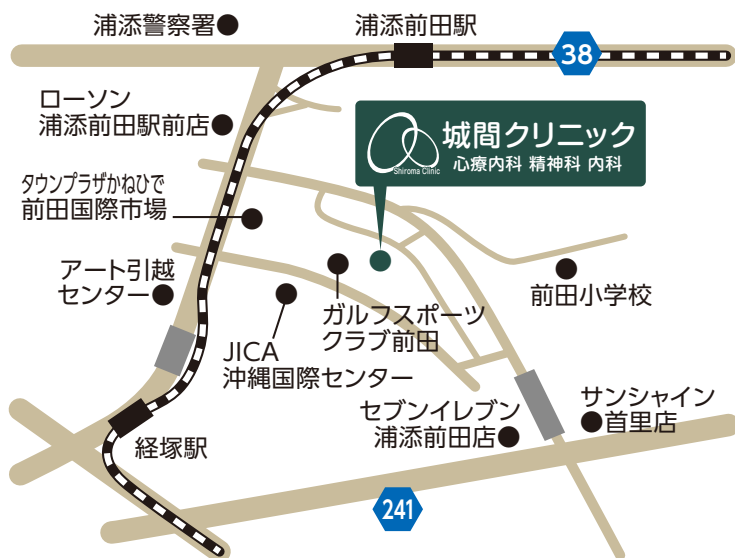 浦添警察署
浦添前田駅
38
ローソン
浦添前田駅前店
城間クリニック
心療内科 精神科 内科
Shiroma Clinic
タウンプラザかねひで
前田国際市場
アート引越
センター
前田小学校
ガルフスポーツ
クラブ前田
JICA
沖縄国際センター
セブンイレブン
浦添前田店
サンシャイン
首里店
経塚駅
241